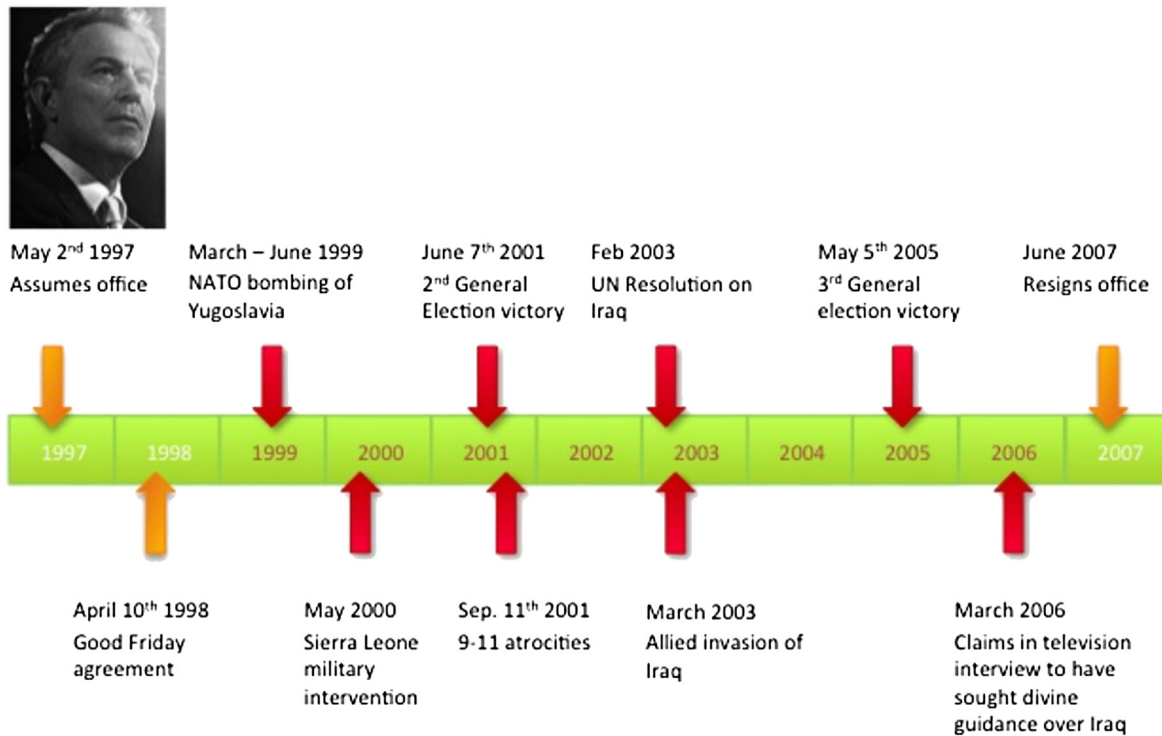 May 2nd 1997
Assumes office
March – June 1999
NATO bombing of
Yugoslavia
June 7th 2001
2nd General
Election victory
Feb 2003
UN Resolution on
Iraq
May 5th 2005
3rd General
election victory
June 2007
Resigns office
1997 1998 1999 2000 2001 2002 2003 2004 2005 2006 2007
April 10th 1998
Good Friday
agreement
May 2000
Sierra Leone
military
intervention
Sep. 11th 2001
9-11 atrocities
March 2003
Allied invasion of
Iraq
March 2006
Claims in television
interview to have
sought divine
guidance over Iraq